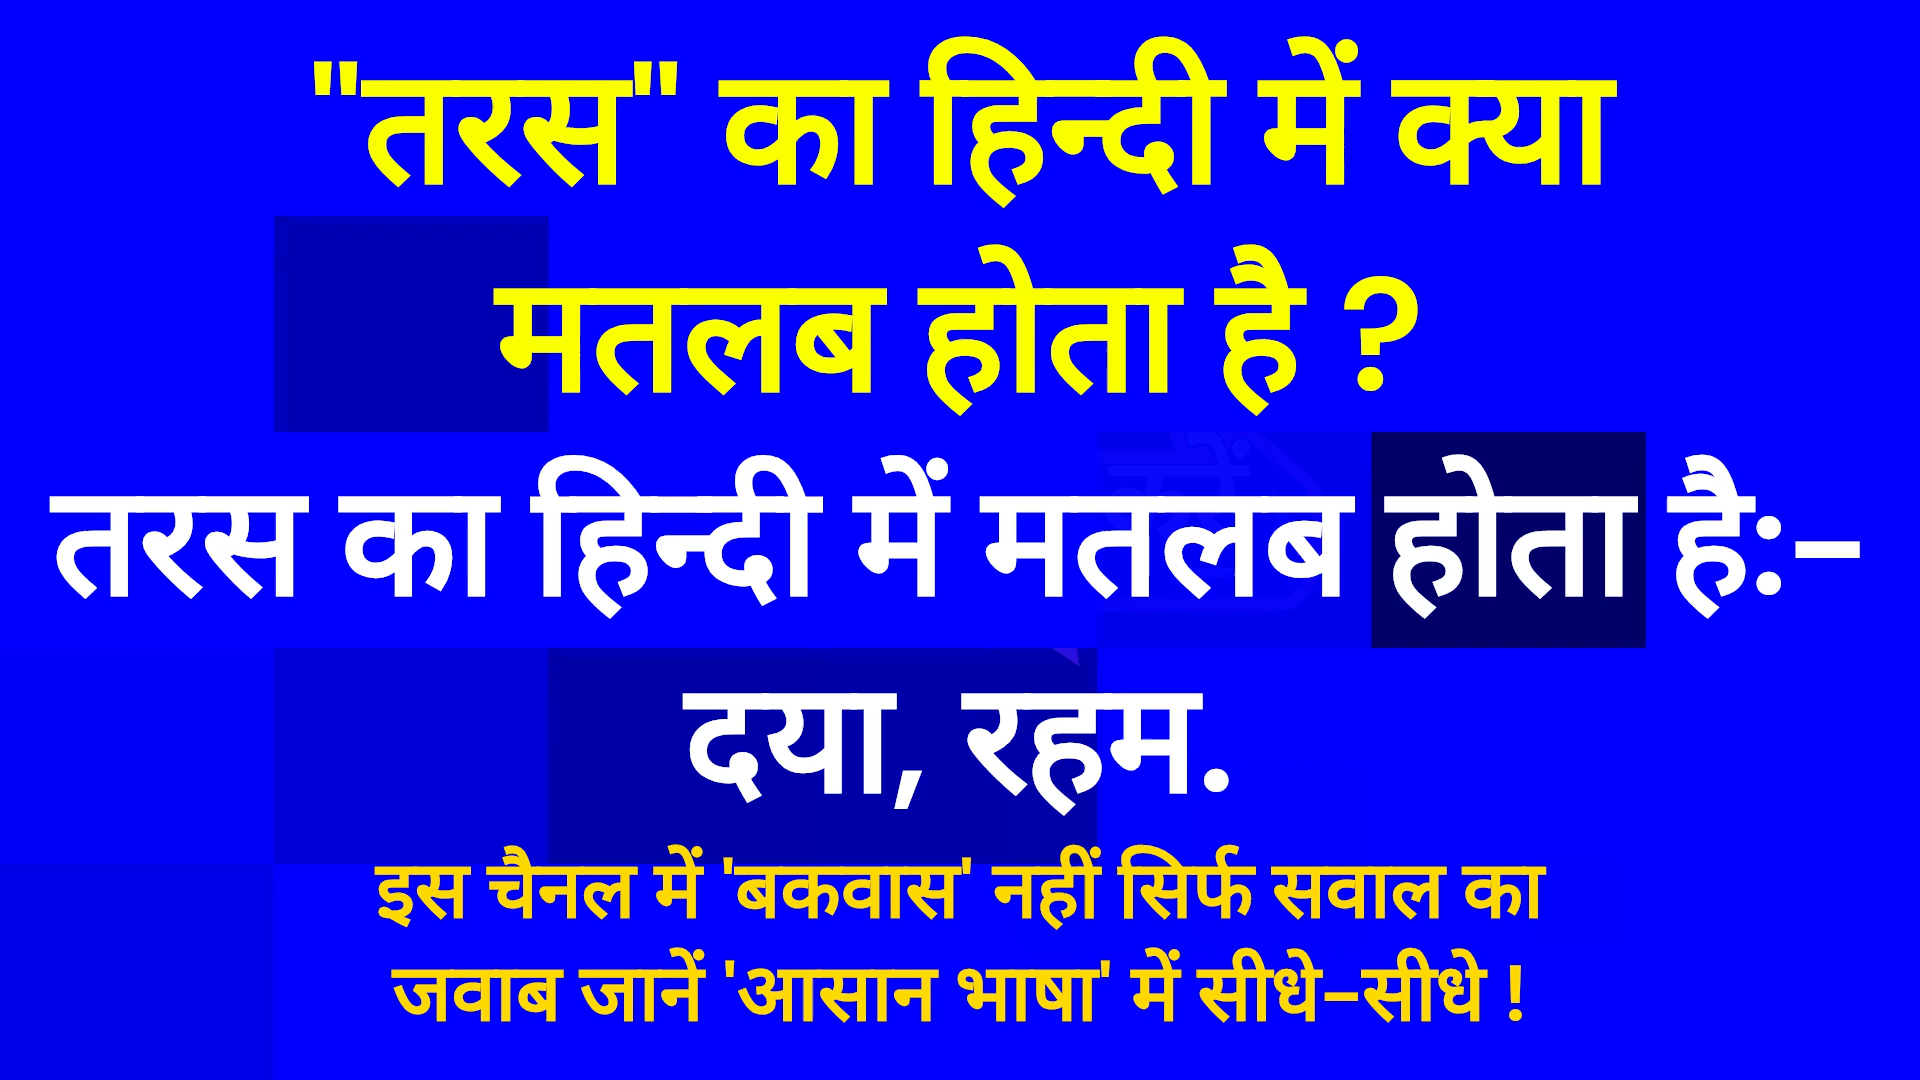 "तरस" का हिन्दी में क्या
मतलब होता है ?
तरस का हिन्दी में मतलब होता है:–
दया, रहम.
इस चैनल में 'बकवास' नहीं सिर्फ सवाल का
जवाब जानें 'आसान भाषा' में सीधे–सीधे !